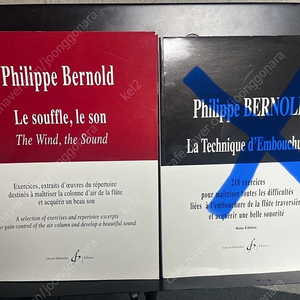 Philippe Bernold
Le souffle, le son
The Wind, the Sound
Exercices, extraits d'œuvres du répertoire
destinés à maîtriser la colonne d'air de la flûte
et acquérir un beau son
A selection of exercises and repertoire excerpts
to gain control of the air column and develop a beautiful sound
Gérard Billaudot Éditeur
Philippe BERNOLD
La Technique d'Embouchure
218 exercices
pour maîtriser toutes les difficultés
liées à l'embouchure de la flûte traversière
et acquérir une belle sonorité
4ème Edition
Gérard Billaudot Éditeur